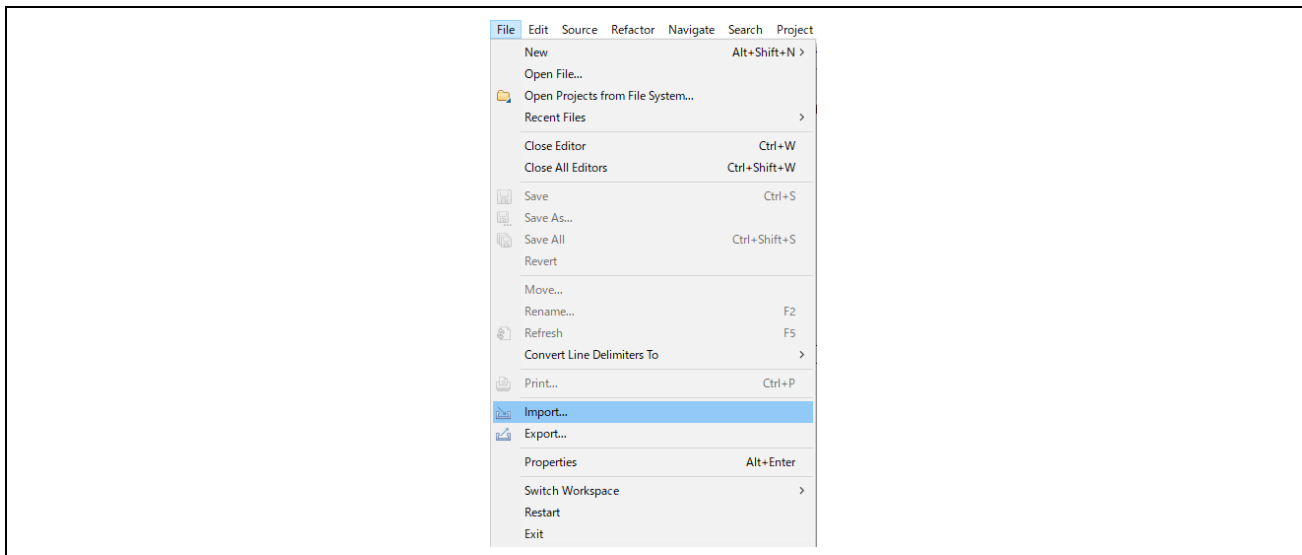 File Edit Source Refactor Navigate Search Project
New Alt+Shift+N >
Open File...
Open Projects from File System...
Recent Files >
Close Editor Ctrl+W
Close All Editors Ctrl+Shift+W
Save Ctrl+S
Save As...
Save All Ctrl+Shift+S
Revert
Move...
Rename... F2
Refresh F5
Convert Line Delimiters To >
Print... Ctrl+P
Import...
Export...
Properties Alt+Enter
Switch Workspace >
Restart
Exit